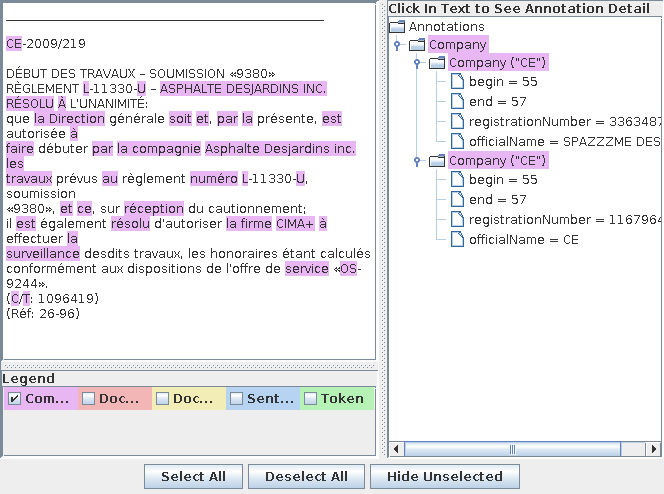 CE-2009/219
DÉBUT DES TRAVAUX – SOUMISSION «9380»
RÈGLEMENT L-11330-U – ASPHALTE DESJARDINS INC.
RÉSOLU À L'UNANIMITÉ:
que la Direction générale soit et, par la présente, est
autorisée à
faire débuter par la compagnie Asphalte Desjardins inc.
les
travaux prévus au règlement numéro L-11330-U,
soumission
«9380», et ce, sur réception du cautionnement;
il est également résolu d'autoriser la firme CIMA+ à
effectuer la
surveillance desdits travaux, les honoraires étant calculés
conformément aux dispositions de l'offre de service «OS-
9244».
(C/T: 1096419)
(Réf: 26-96)
Legend
Com...
Doc...
Doc...
Sent...
Token
Click In Text to See Annotation Detail
Annotations
Company
Company ("CE")
begin = 55
end = 57
registrationNumber = 3363487
officialName = SPAZZZME DES
Company ("CE")
begin = 55
end = 57
registrationNumber = 1167964
officialName = CE
Select All
Deselect All
Hide Unselected